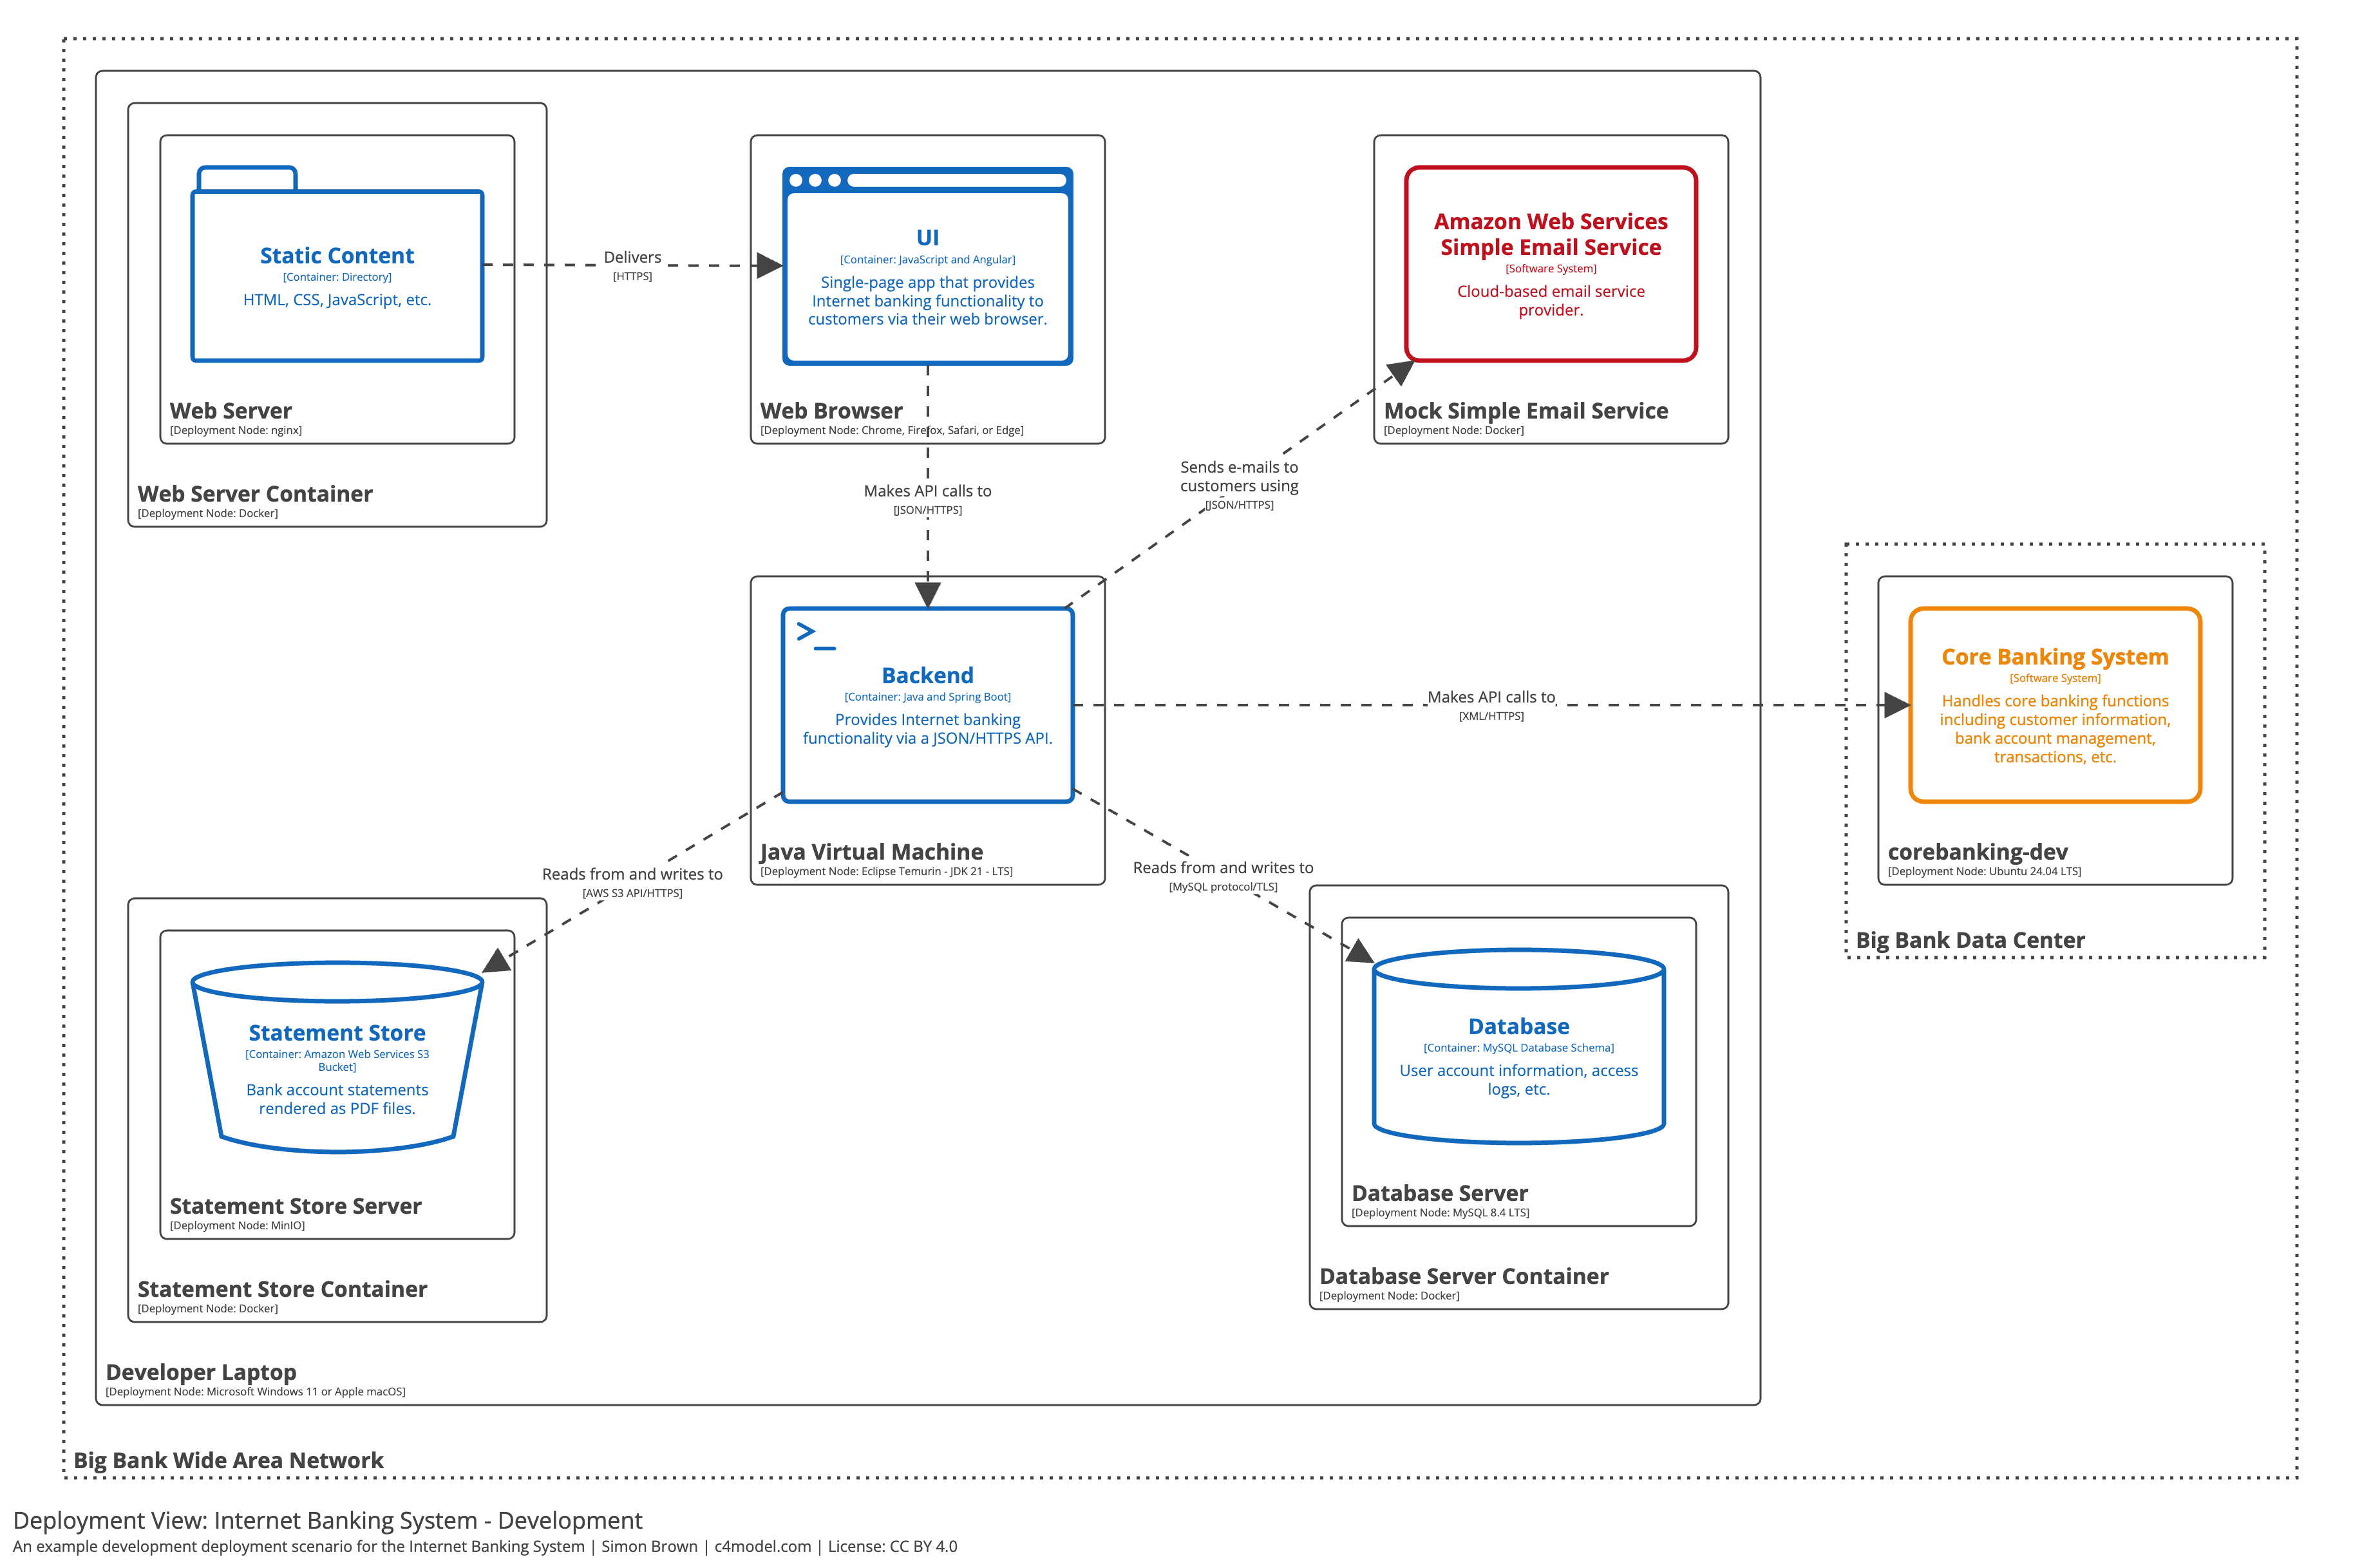 Static Content
[Container: Directory]
HTML, CSS, JavaScript, etc.
Web Server
[Deployment Node: nginx]
Web Server Container
[Deployment Node: Docker]
Delivers
[HTTPS]
UI
[Container: JavaScript and Angular]
Single-page app that provides
Internet banking functionality to
customers via their web browser.
Web Browser
[Deployment Node: Chrome, Firefox, Safari, or Edge]
Amazon Web Services
Simple Email Service
[Software System]
Cloud-based email service
provider.
Mock Simple Email Service
[Deployment Node: Docker]
Makes API calls to
[JSON/HTTPS]
Sends e-mails to
customers using
[JSON/HTTPS]
>_
Backend
[Container: Java and Spring Boot]
Provides Internet banking
functionality via a JSON/HTTPS API.
Java Virtual Machine
[Deployment Node: Eclipse Temurin - JDK 21 - LTS]
Makes API calls to
[XML/HTTPS]
Core Banking System
[Software System]
Handles core banking functions
including customer information,
bank account management,
transactions, etc.
corebanking-dev
[Deployment Node: Ubuntu 24.04 LTS]
Big Bank Data Center
Reads from and writes to
[AWS S3 API/HTTPS]
Reads from and writes to
[MySQL protocol/TLS]
Statement Store
[Container: Amazon Web Services S3
Bucket]
Bank account statements
rendered as PDF files.
Statement Store Server
[Deployment Node: MinIO]
Statement Store Container
[Deployment Node: Docker]
Database
[Container: MySQL Database Schema]
User account information, access
logs, etc.
Database Server
[Deployment Node: MySQL 8.4 LTS]
Database Server Container
[Deployment Node: Docker]
Developer Laptop
[Deployment Node: Microsoft Windows 11 or Apple macOS]
Big Bank Wide Area Network
Deployment View: Internet Banking System - Development
An example development deployment scenario for the Internet Banking System | Simon Brown | c4model.com | License: CC BY 4.0